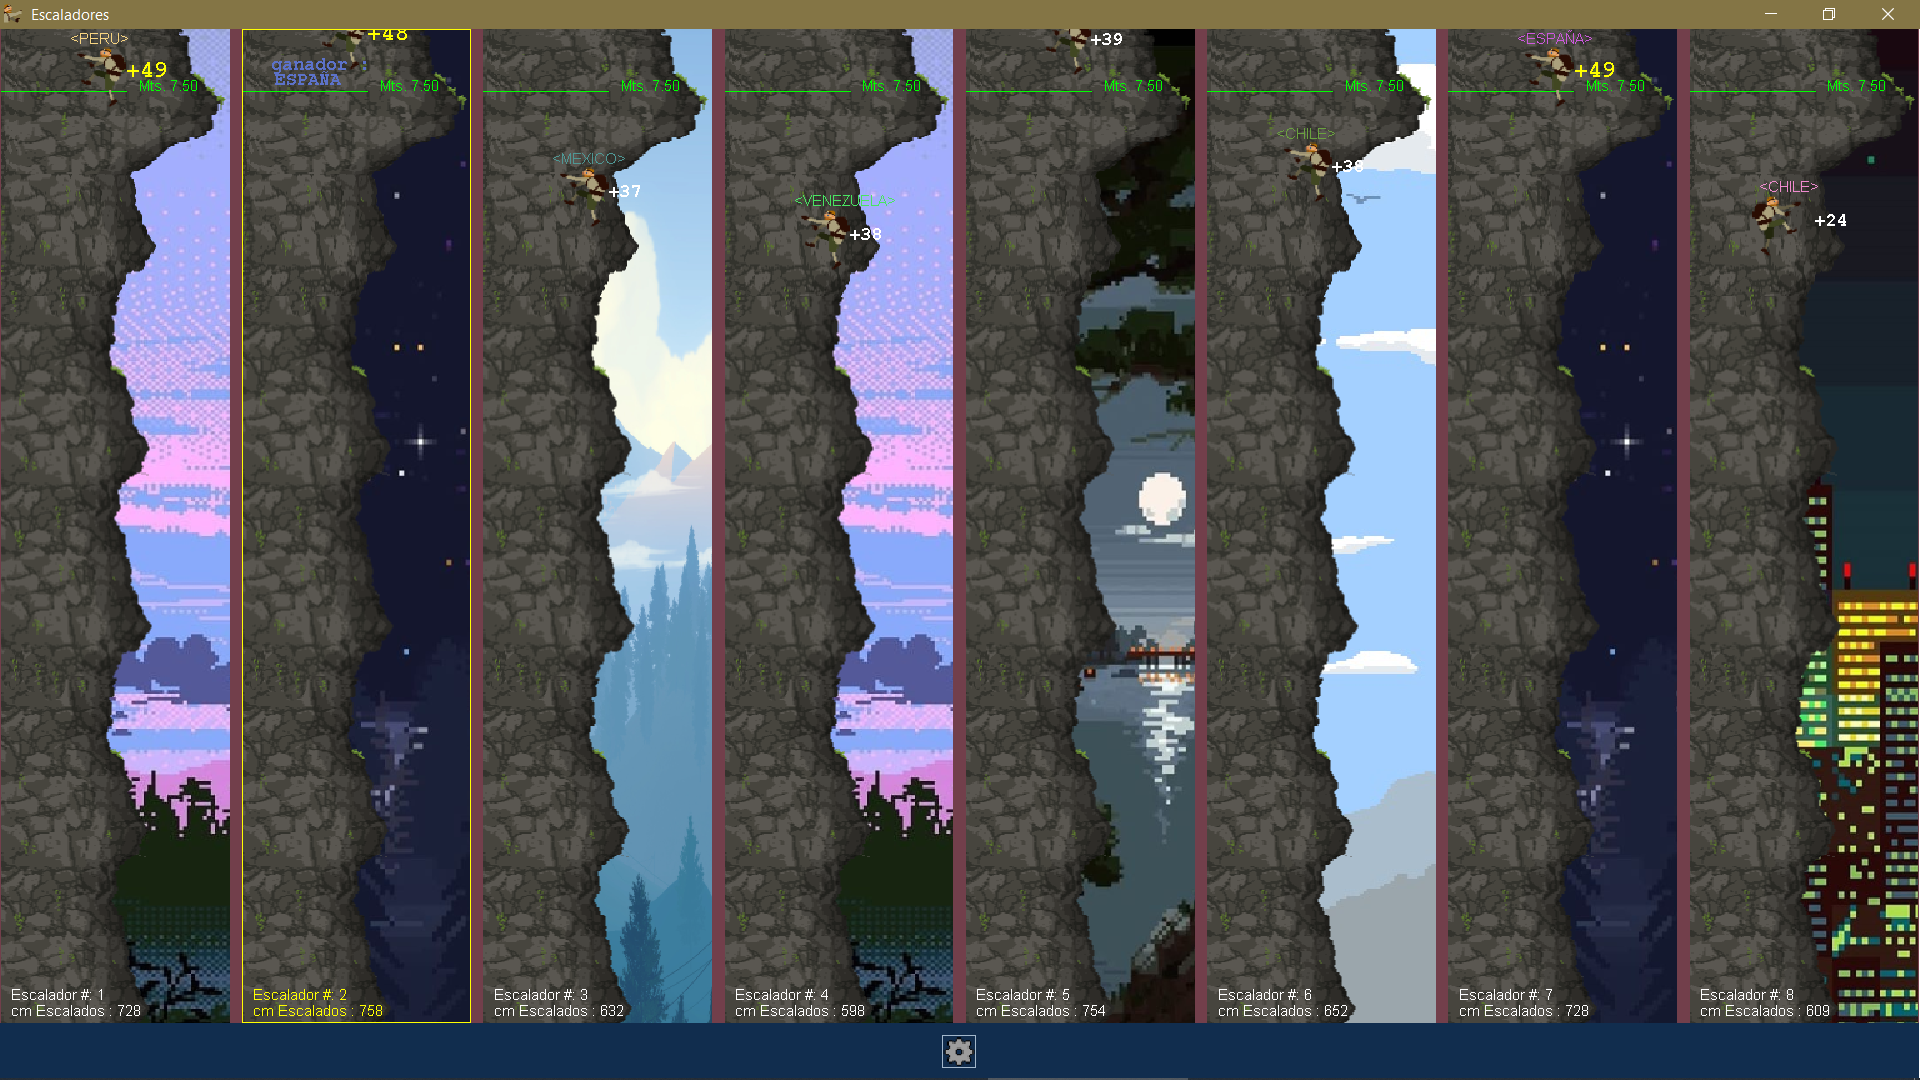 Escaladores
<PERU>
+49
Mts. 7.50
Escalador #: 1
cm Escalados : 728
+48
ganador
ESPAÑA
Mts. 7.50
Escalador #: 2
cm Escalados : 758
Mts. 7.50
<MEXICO>
+37
Escalador #: 3
cm Escalados : 632
Mts. 7.50
<VENEZUELA>
+38
Escalador #: 4
cm Escalados : 598
+39
Mts. 7.50
Escalador #: 5
cm Escalados : 754
Mts. 7.50
<CHILE>
+38
Escalador #: 6
cm Escalados : 652
<ESPAÑA>
+49
Mts. 7.50
Escalador #: 7
cm Escalados : 728
Mts. 7.50
<CHILE>
+24
Escalador #: 8
cm Escalados : 609